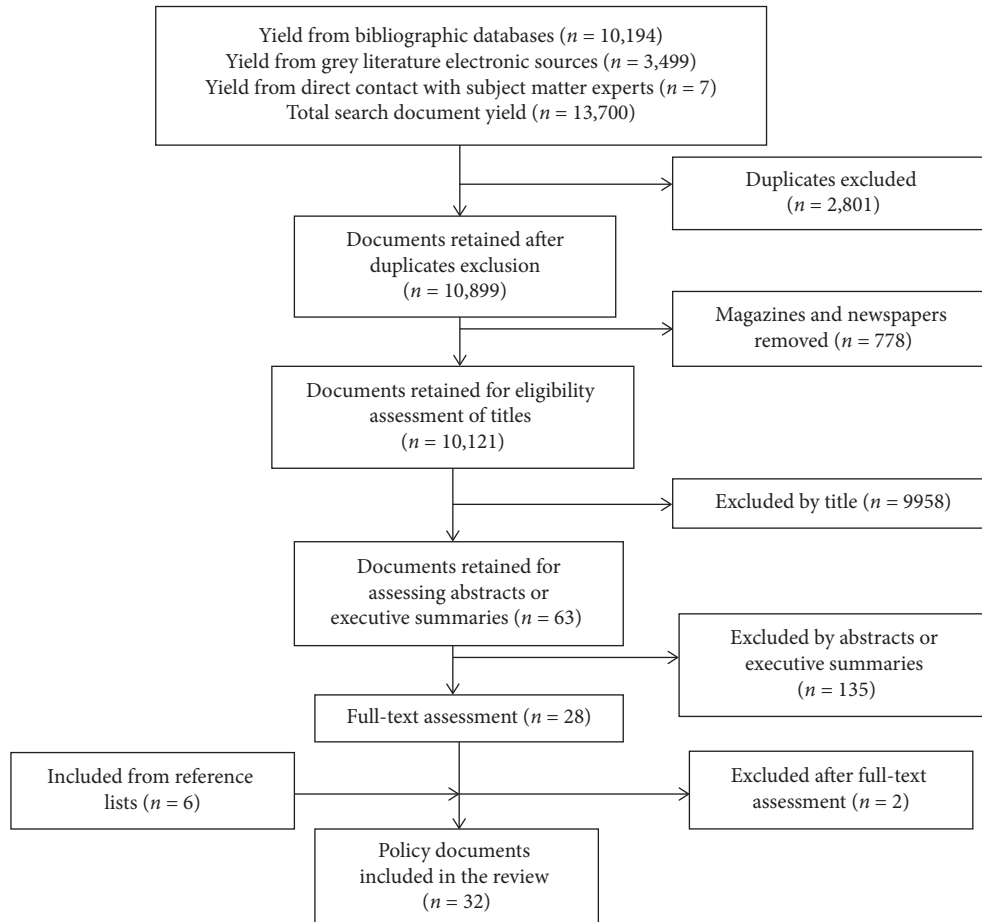 Yield from bibliographic databases (n = 10,194)
Yield from grey literature electronic sources (n = 3,499)
Yield from direct contact with subject matter experts (n = 7)
Total search document yield (n = 13,700)
Duplicates excluded
(n = 2,801)
Documents retained after
duplicates exclusion
(n = 10,899)
Magazines and newspapers
removed (n = 778)
Documents retained for eligibility
assessment of titles
(n = 10,121)
Excluded by title (n = 9958)
Documents retained for
assessing abstracts or
executive summaries (n = 63)
Excluded by abstracts or
executive summaries
(n = 135)
Full-text assessment (n = 28)
Included from reference
lists (n = 6)
Excluded after full-text
assessment (n = 2)
Policy documents
included in the review
(n = 32)